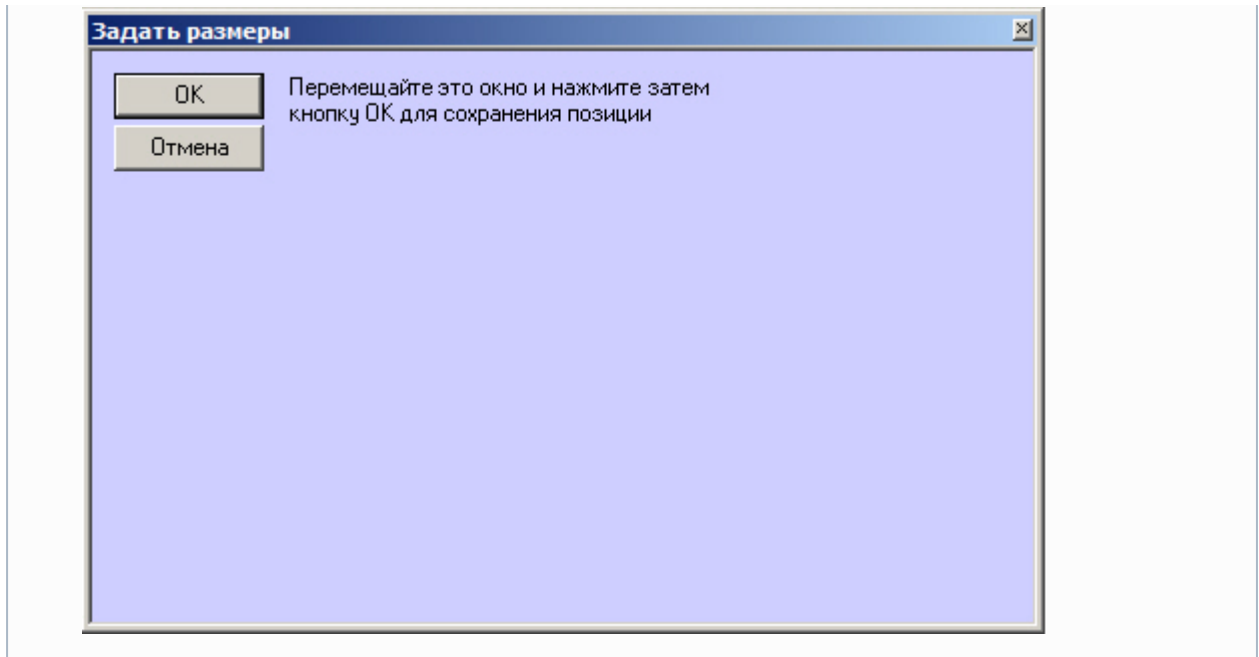 Задать размеры
OK
Перемещайте это окно и нажмите затем
кнопку OK для сохранения позиции
Отмена